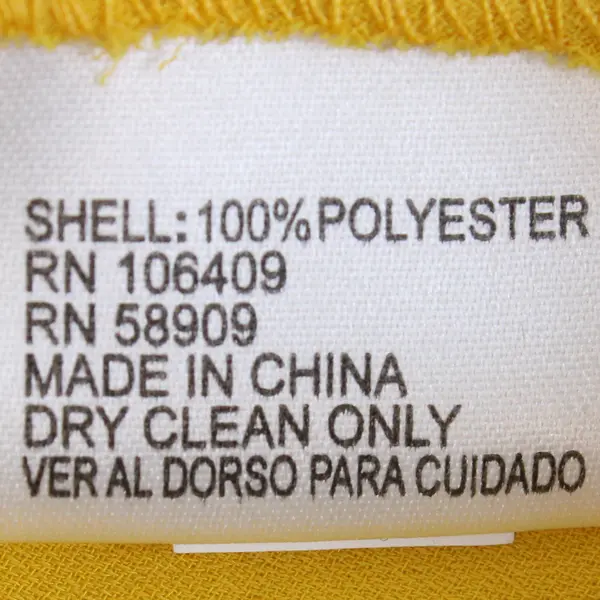 SHELL: 100% POLYESTER
RN 106409
RN 58909
MADE IN CHINA
DRY CLEAN ONLY
VER AL DORSO PARA CUIDADO